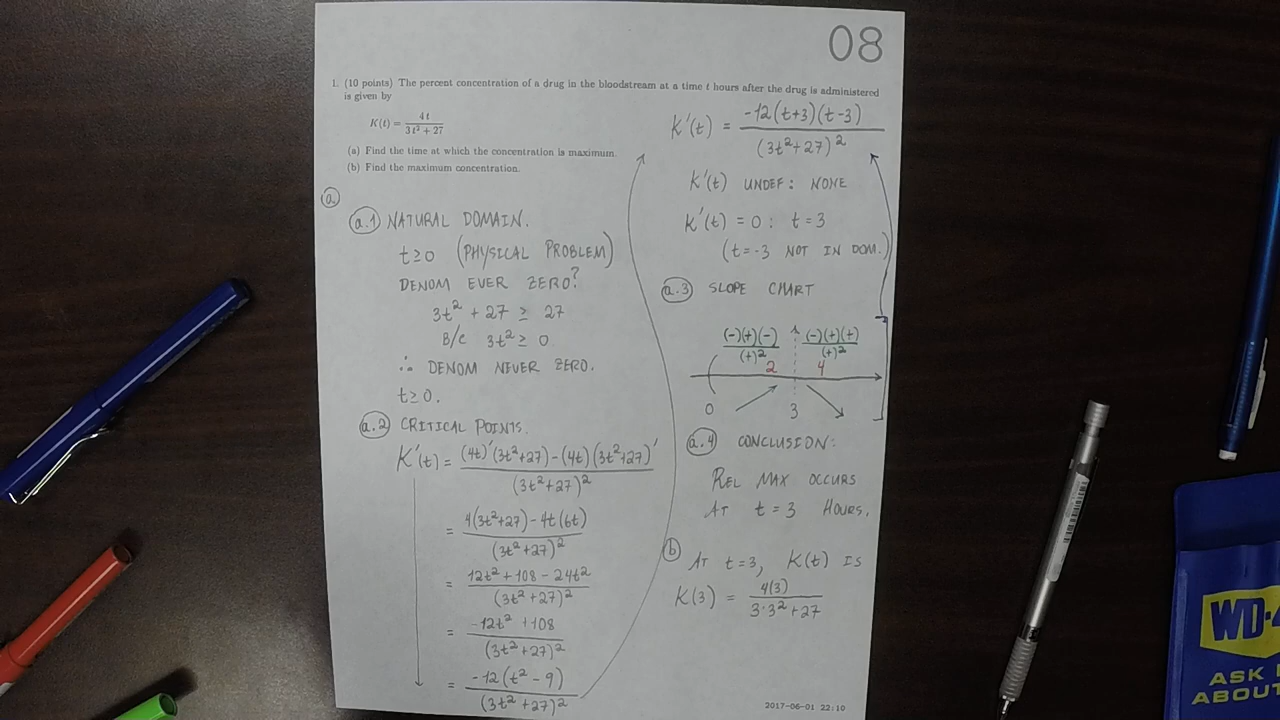 08
1. (10 points) The percent concentration of a drug in the bloodstream at a time t hours after the drug is administered
is given by
K(t) = 4t / 3t² + 27
(a) Find the time at which the concentration is maximum.
(b) Find the maximum concentration.
(a)
(a.1) NATURAL DOMAIN.
t ≥ 0 (PHYSICAL PROBLEM)
DENOM EVER ZERO?
3t² + 27 ≥ 27
B/C 3t² ≥ 0
∴ DENOM NEVER ZERO.
t ≥ 0.
(a.2) CRITICAL POINTS.
K'(t) = (4t)'(3t²+27) - (4t)(3t²+27)' / (3t²+27)²
= 4(3t²+27) - 4t(6t) / (3t²+27)²
= 12t² + 108 - 24t² / (3t²+27)²
= -12t² + 108 / (3t²+27)²
= -12(t² - 9) / (3t²+27)²
K'(t) = -12(t+3)(t-3) / (3t²+27)²
K'(t) UNDEF: NONE
K'(t) = 0: t = 3
(t = -3 NOT IN DOM.)
(a.3) SLOPE CHART
(-)(+)(-) / (+)² (-)(+)(+) / (+)²
2 4
0 3
(a.4) CONCLUSION:
REL MAX OCCURS
AT t = 3 HOURS.
(b) AT t=3, K(t) IS
K(3) = 4(3) / 3·3² + 27
2017-06-01 22:10
WD-4
ASK
ABOUT